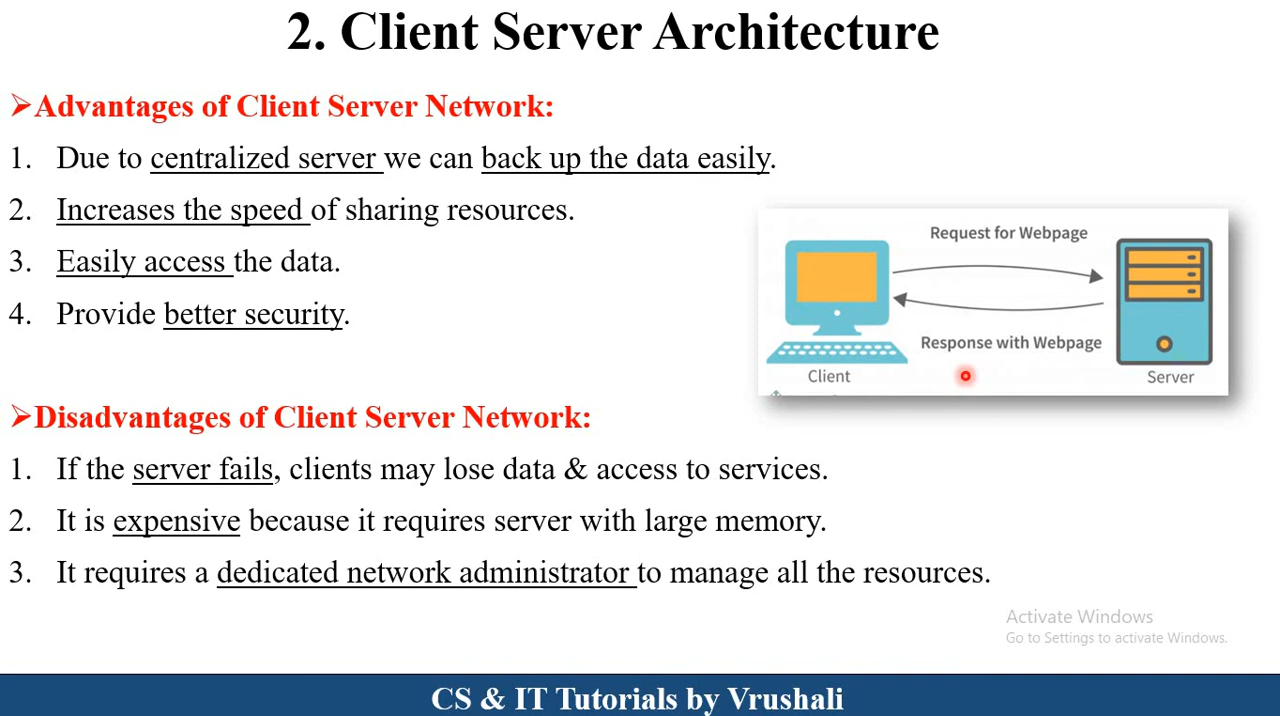 2. Client Server Architecture
➢Advantages of Client Server Network:
1. Due to centralized server we can back up the data easily.
2. Increases the speed of sharing resources.
3. Easily access the data.
4. Provide better security.
Request for Webpage
Response with Webpage
Client
Server
➢Disadvantages of Client Server Network:
1. If the server fails, clients may lose data & access to services.
2. It is expensive because it requires server with large memory.
3. It requires a dedicated network administrator to manage all the resources.
Activate Windows
Go to Settings to activate Windows.
CS & IT Tutorials by Vrushali